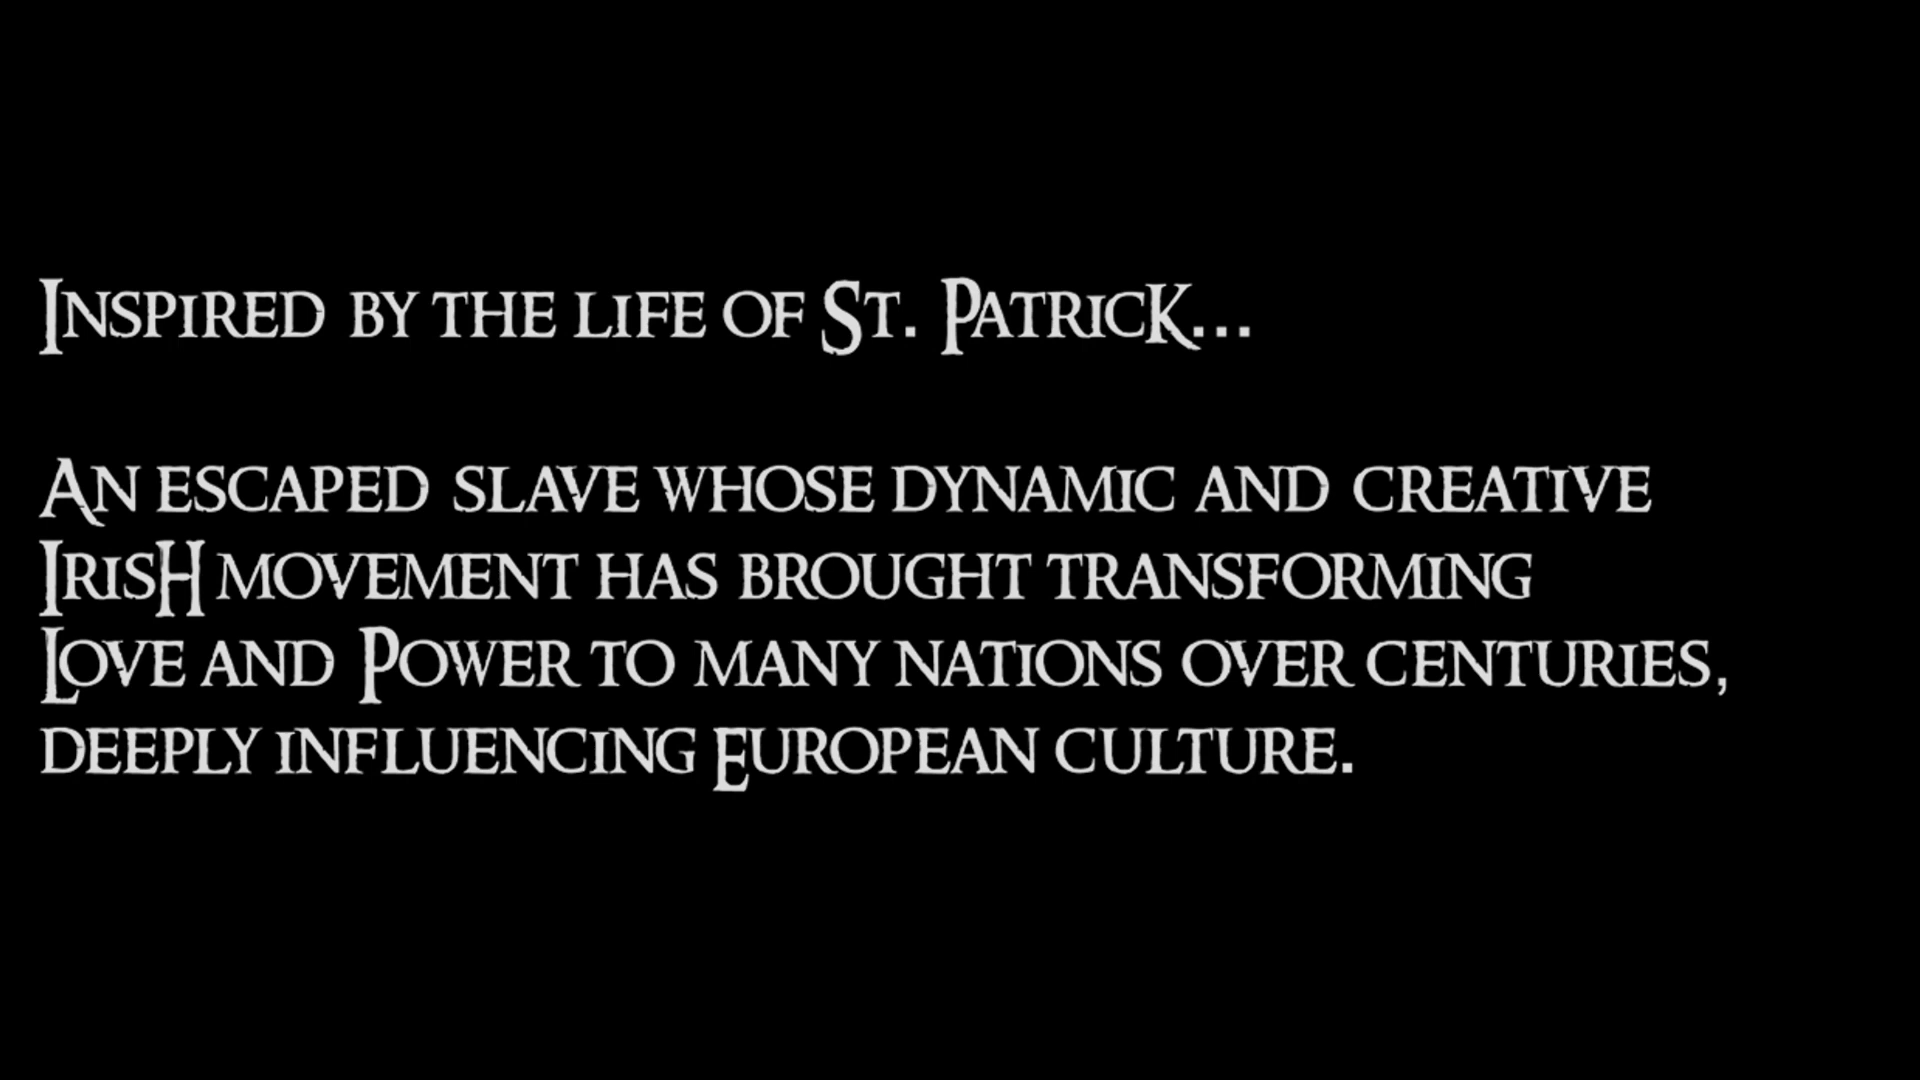 Inspired by the life of St. Patrick...
An escaped slave whose dynamic and creative
Irish movement has brought transforming
Love and Power to many nations over centuries,
deeply influencing European culture.